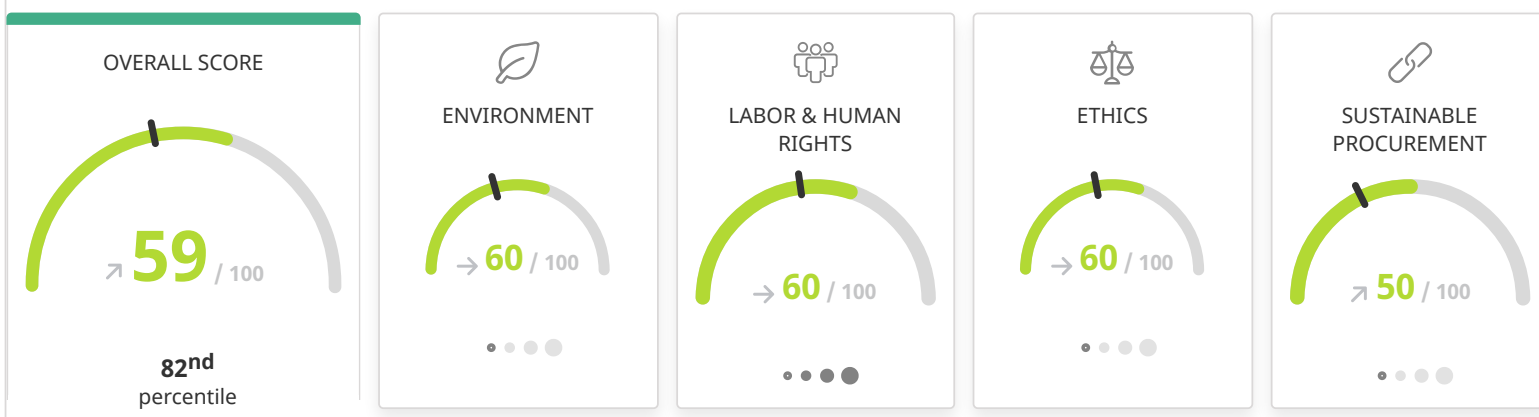 OVERALL SCORE
59 / 100
82nd
percentile
ENVIRONMENT
60 / 100
LABOR & HUMAN
RIGHTS
60 / 100
ETHICS
60 / 100
SUSTAINABLE
PROCUREMENT
50 / 100